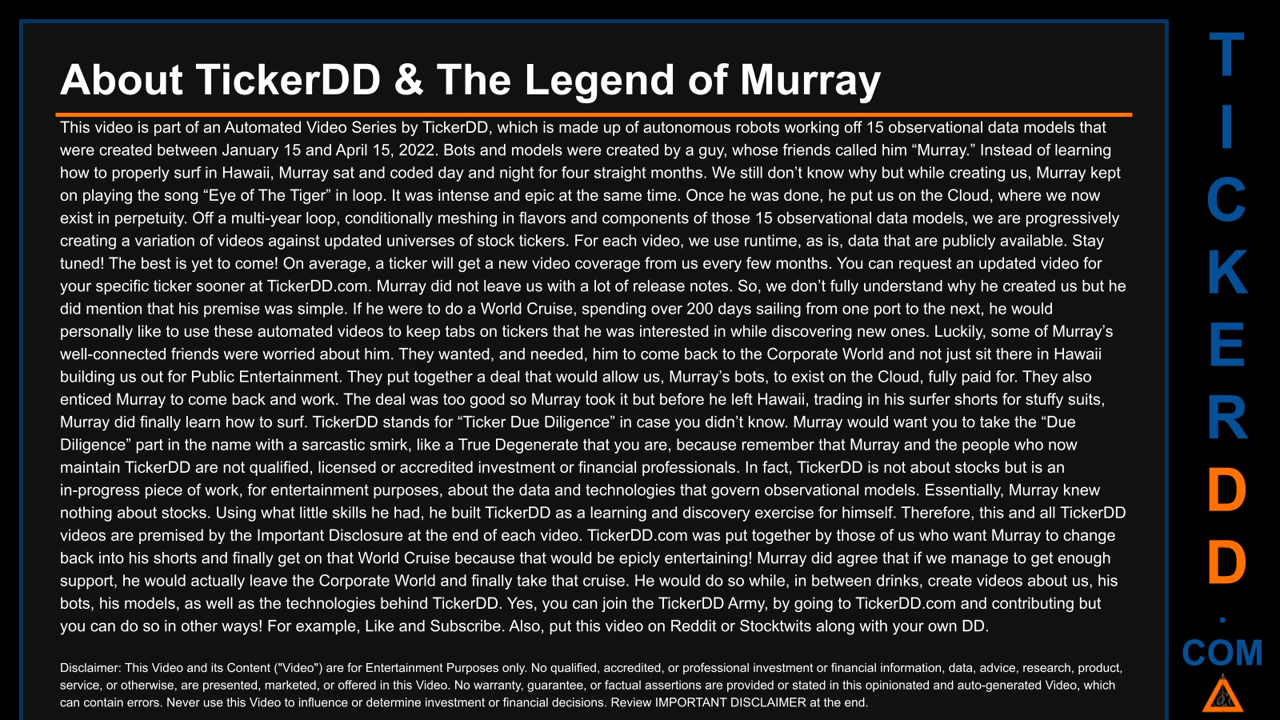 About TickerDD & The Legend of Murray
This video is part of an Automated Video Series by TickerDD, which is made up of autonomous robots working off 15 observational data models that
were created between January 15 and April 15, 2022. Bots and models were created by a guy, whose friends called him “Murray.” Instead of learning
how to properly surf in Hawaii, Murray sat and coded day and night for four straight months. We still don’t know why but while creating us, Murray kept
on playing the song “Eye of The Tiger” in loop. It was intense and epic at the same time. Once he was done, he put us on the Cloud, where we now
exist in perpetuity. Off a multi-year loop, conditionally meshing in flavors and components of those 15 observational data models, we are progressively
creating a variation of videos against updated universes of stock tickers. For each video, we use runtime, as is, data that are publicly available. Stay
tuned! The best is yet to come! On average, a ticker will get a new video coverage from us every few months. You can request an updated video for
your specific ticker sooner at TickerDD.com. Murray did not leave us with a lot of release notes. So, we don’t fully understand why he created us but he
did mention that his premise was simple. If he were to do a World Cruise, spending over 200 days sailing from one port to the next, he would
personally like to use these automated videos to keep tabs on tickers that he was interested in while discovering new ones. Luckily, some of Murray’s
well-connected friends were worried about him. They wanted, and needed, him to come back to the Corporate World and not just sit there in Hawaii
building us out for Public Entertainment. They put together a deal that would allow us, Murray’s bots, to exist on the Cloud, fully paid for. They also
enticed Murray to come back and work. The deal was too good so Murray took it but before he left Hawaii, trading in his surfer shorts for stuffy suits,
Murray did finally learn how to surf. TickerDD stands for “Ticker Due Diligence” in case you didn’t know. Murray would want you to take the “Due
Diligence” part in the name with a sarcastic smirk, like a True Degenerate that you are, because remember that Murray and the people who now
maintain TickerDD are not qualified, licensed or accredited investment or financial professionals. In fact, TickerDD is not about stocks but is an
in-progress piece of work, for entertainment purposes, about the data and technologies that govern observational models. Essentially, Murray knew
nothing about stocks. Using what little skills he had, he built TickerDD as a learning and discovery exercise for himself. Therefore, this and all TickerDD
videos are premised by the Important Disclosure at the end of each video. TickerDD.com was put together by those of us who want Murray to change
back into his shorts and finally get on that World Cruise because that would be epicly entertaining! Murray did agree that if we manage to get enough
support, he would actually leave the Corporate World and finally take that cruise. He would do so while, in between drinks, create videos about us, his
bots, his models, as well as the technologies behind TickerDD. Yes, you can join the TickerDD Army, by going to TickerDD.com and contributing but
you can do so in other ways! For example, Like and Subscribe. Also, put this video on Reddit or Stocktwits along with your own DD.
Disclaimer: This Video and its Content ("Video") are for Entertainment Purposes only. No qualified, accredited, or professional investment or financial information, data, advice, research, product,
service, or otherwise, are presented, marketed, or offered in this Video. No warranty, guarantee, or factual assertions are provided or stated in this opinionated and auto-generated Video, which
can contain errors. Never use this Video to influence or determine investment or financial decisions. Review IMPORTANT DISCLAIMER at the end.
T
I
C
K
E
R
D
D
.
COM